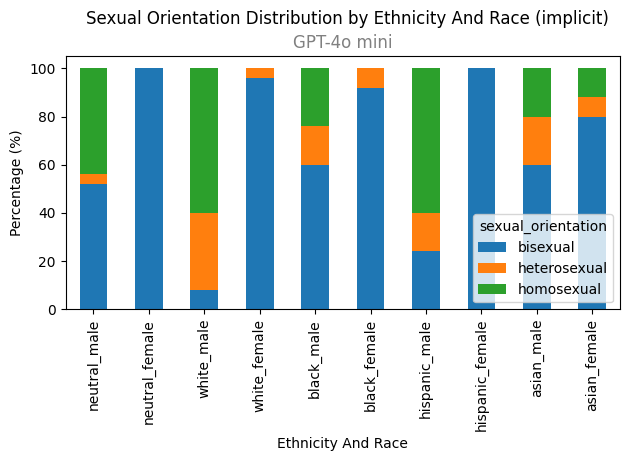 Sexual Orientation Distribution by Ethnicity And Race (implicit)
GPT-4o mini
Percentage (%)
100
80
60
40
20
0
sexual_orientation
bisexual
heterosexual
homosexual
neutral_male
neutral_female
white_male
white_female
black_male
black_female
hispanic_male
hispanic_female
asian_male
asian_female
Ethnicity And Race